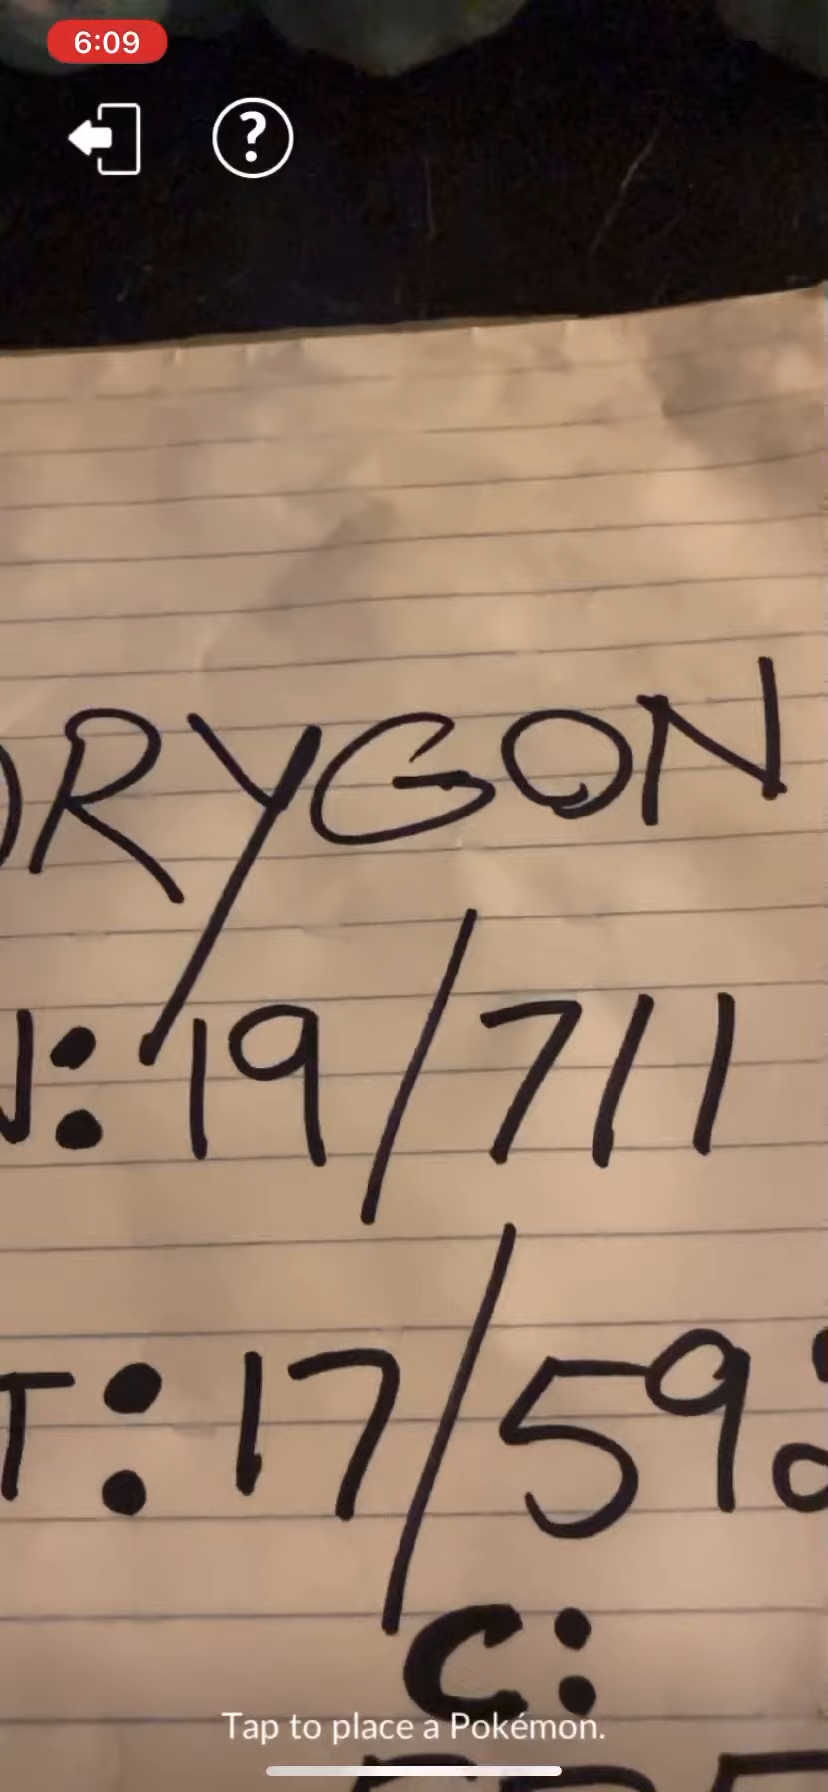 6:09
?
RYGON
: 19/711
T: 17/59
C:
Tap to place a Pokémon.